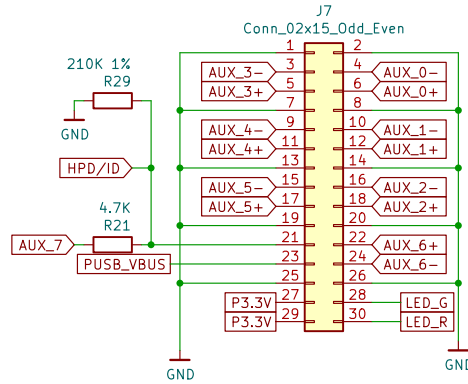 J7
Conn_02x15_Odd_Even
1 2
AUX_3- 3 4 AUX_0-
AUX_3+ 5 6 AUX_0+
210K 1%
R29
7 8
GND
AUX_4- 9 10 AUX_1-
AUX_4+ 11 12 AUX_1+
HPD/ID
13 14
AUX_5- 15 16 AUX_2-
AUX_5+ 17 18 AUX_2+
4.7K
R21
19 20
AUX_7 21 22 AUX_6+
PUSB_VBUS 23 24 AUX_6-
25 26
P3.3V 27 28 LED_G
P3.3V 29 30 LED_R
GND
GND